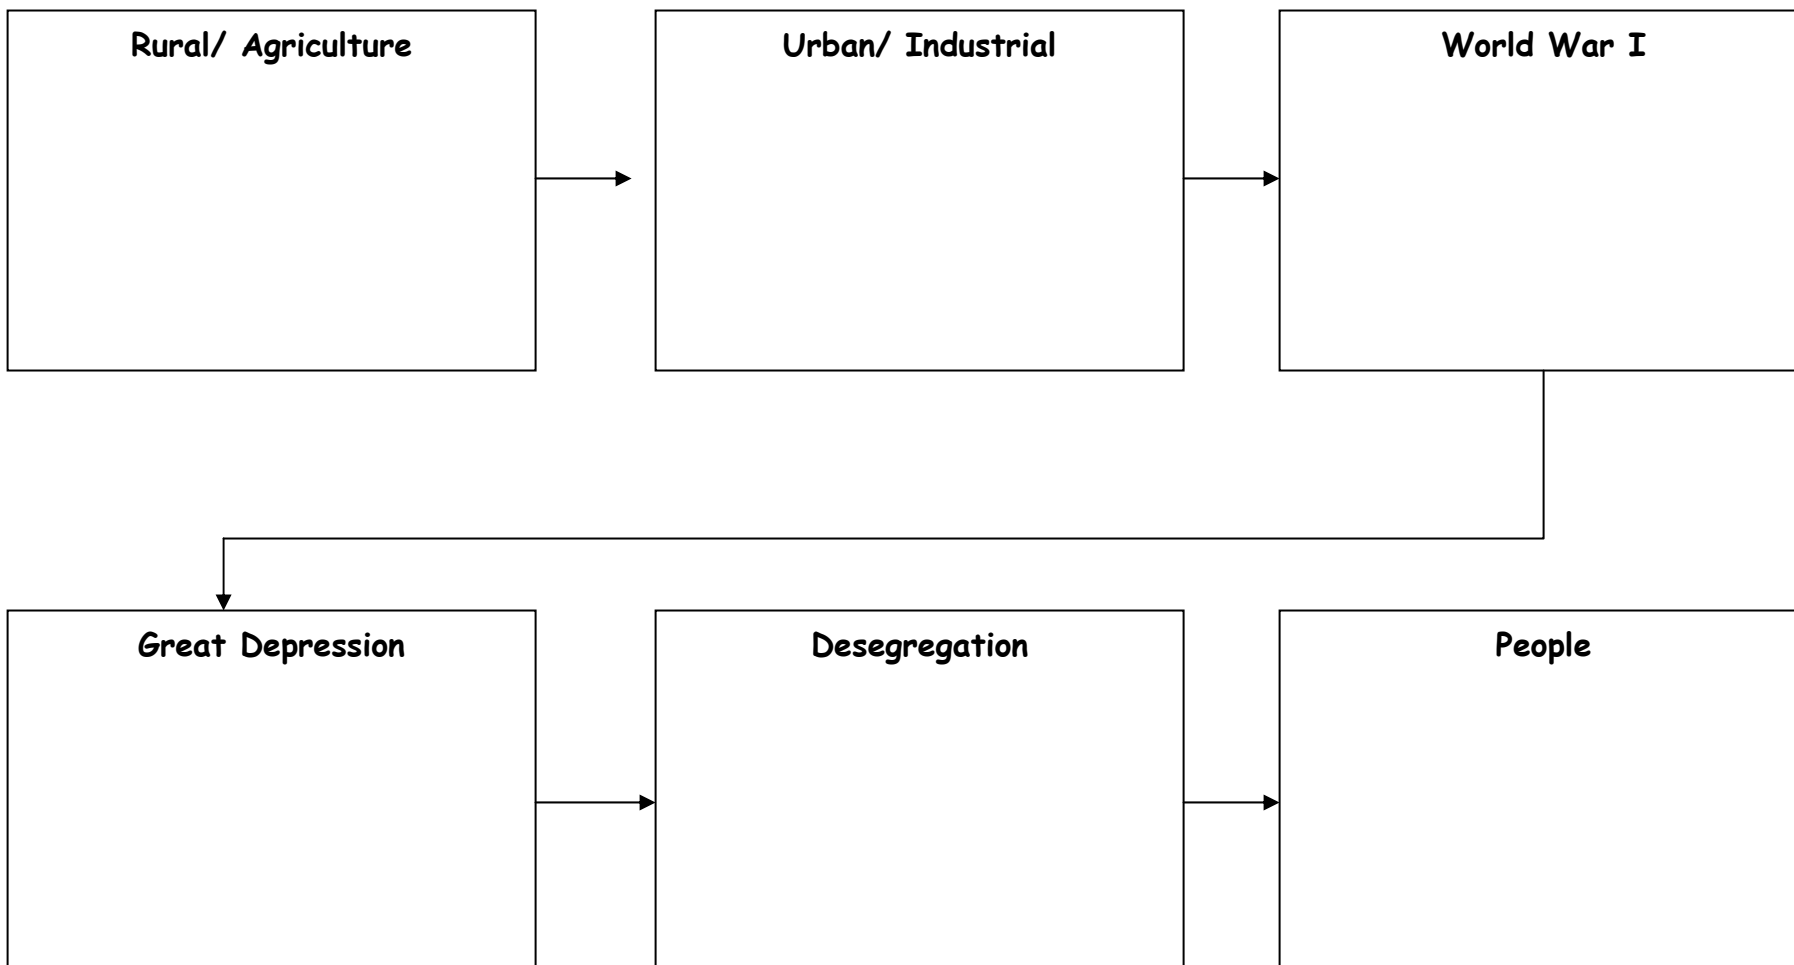 Rural/ Agriculture
Urban/ Industrial
World War I
Great Depression
Desegregation
People